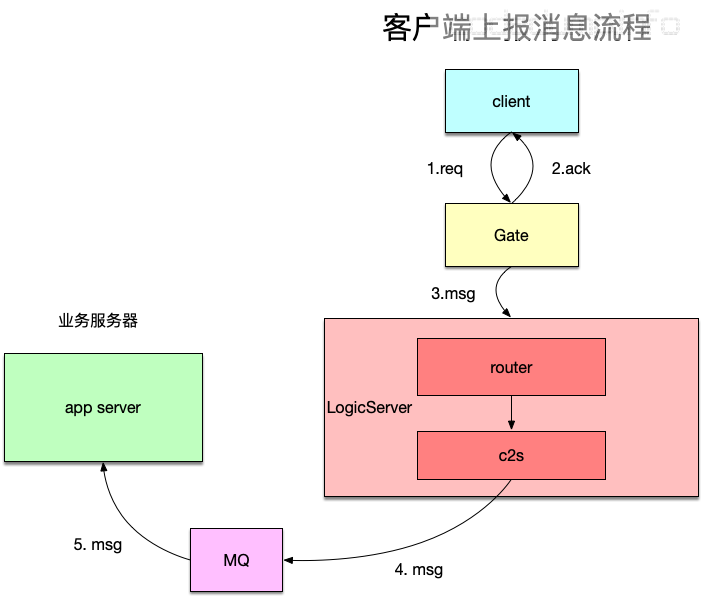 客户端上报消息流程
client
1.req
2.ack
Gate
3.msg
业务服务器
router
app server
LogicServer
c2s
5. msg
MQ
4. msg